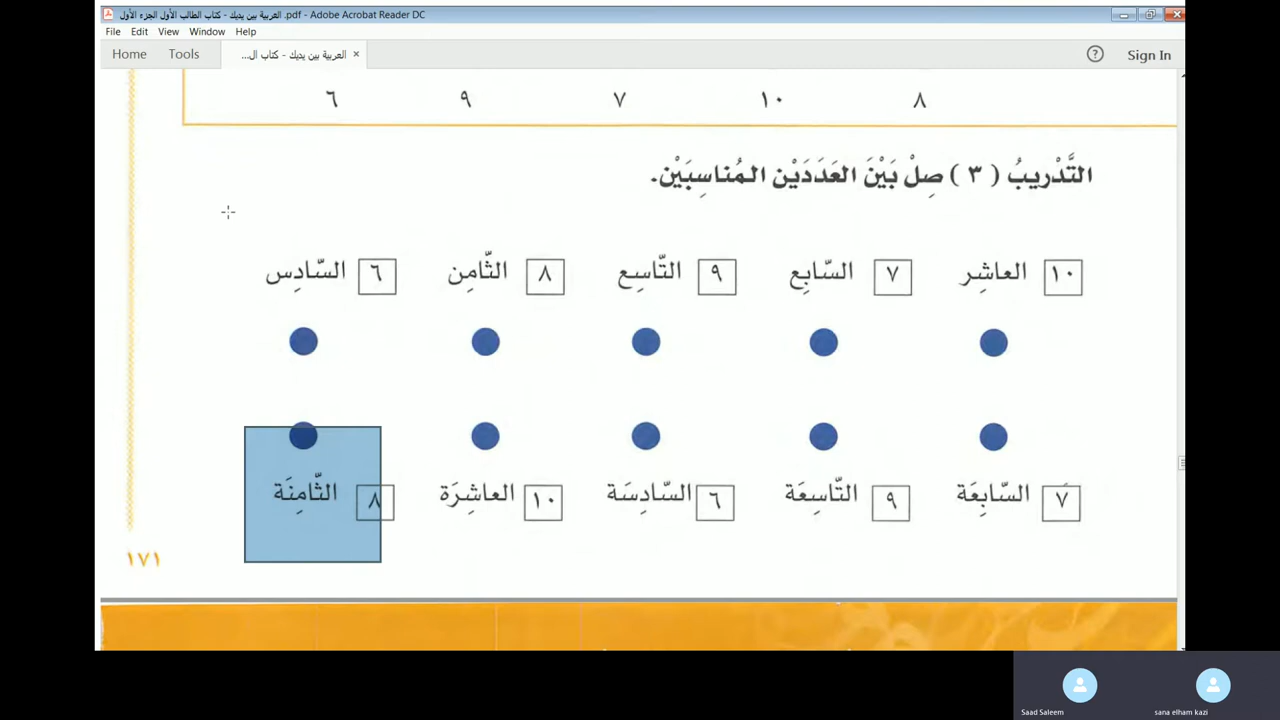 العربية بين يديك - كتاب الطالب الأول الجزء الأول .pdf - Adobe Acrobat Reader DC
File Edit View Window Help
Home Tools العربية بين يديك - كتاب ال... × ? Sign In
٨ ١٠ ٧ ٩ ٦
التَّدْريبُ ( ٣ ) صِلْ بَيْنَ العَدَدَيْن المُناسِبَيْن.
١٠ العاشِر ٧ السّابِع ٩ التّاسِع ٨ الثّامِن ٦ السّادِس
٧ السّابِعَة ٩ التّاسِعَة ٦ السّادِسَة ١٠ العاشِرَة ٨ الثّامِنَة
١٧١
Saad Saleem sana elham kazi